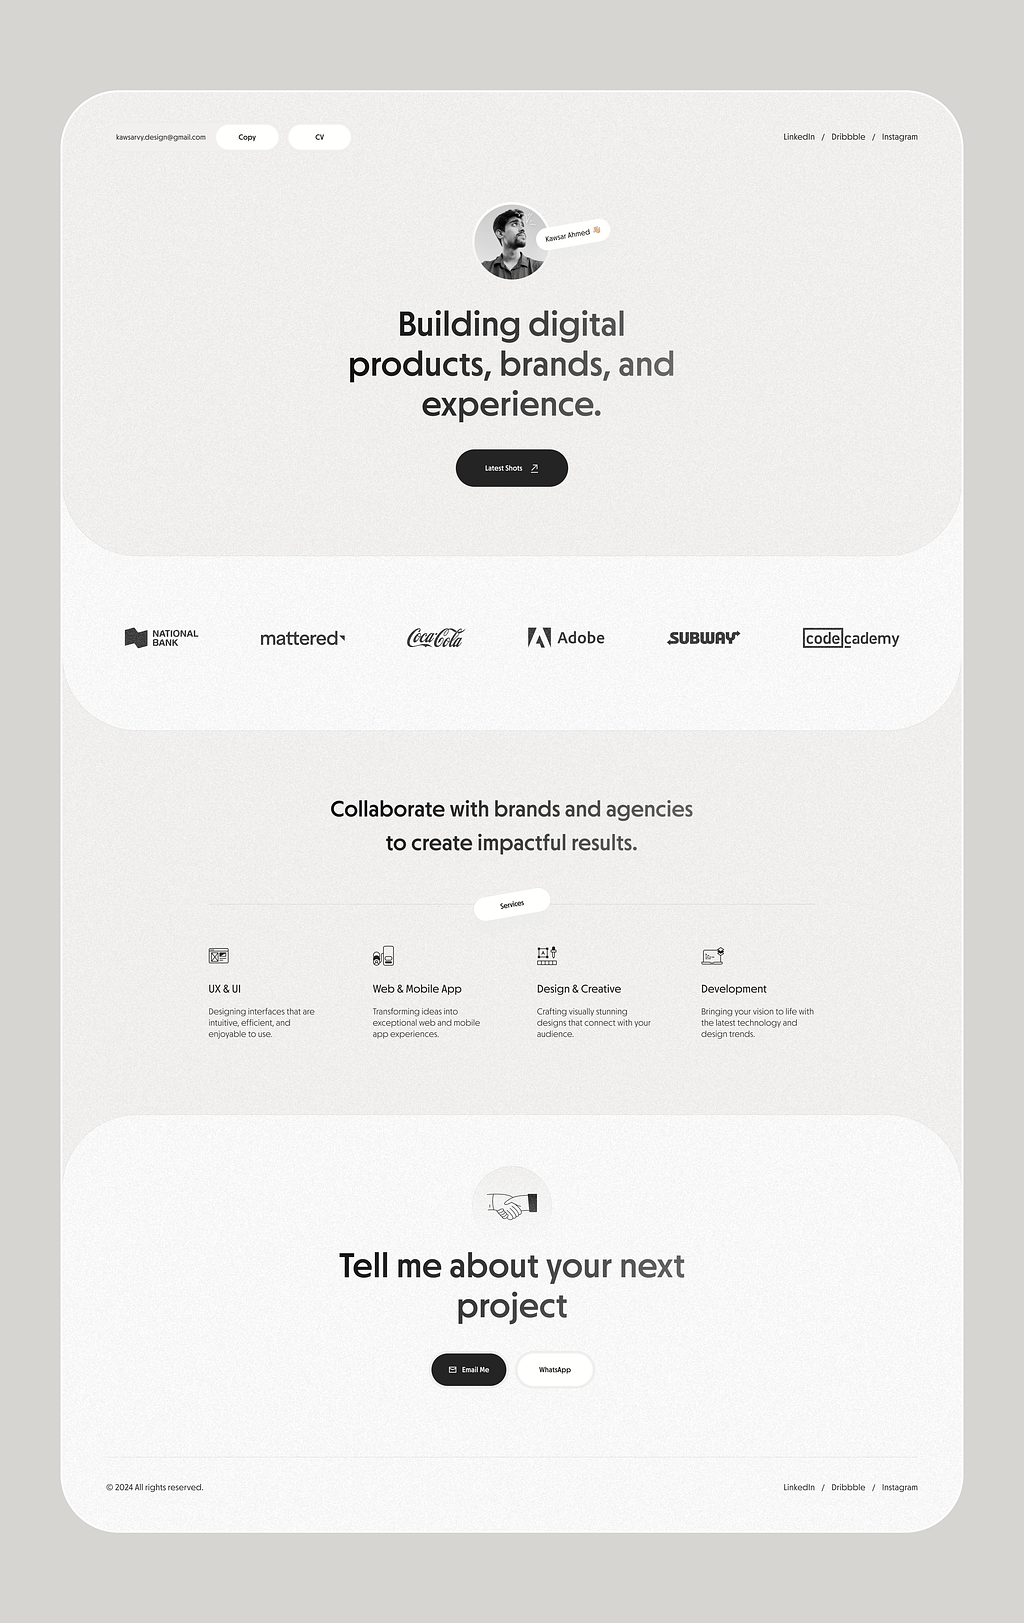 kawsarvy.design@gmail.com Copy CV LinkedIn / Dribbble / Instagram
Kawsar Ahmed 👋🏼
Building digital
products, brands, and
experience.
Latest Shots
NATIONAL
BANK
mattered
Coca-Cola
Adobe
SUBWAY
codecademy
Collaborate with brands and agencies
to create impactful results.
Services
UX & UI
Designing interfaces that are
intuitive, efficient, and
enjoyable to use.
Web & Mobile App
Transforming ideas into
exceptional web and mobile
app experiences.
Design & Creative
Crafting visually stunning
designs that connect with your
audience.
Development
Bringing your vision to life with
the latest technology and
design trends.
Tell me about your next
project
Email Me WhatsApp
© 2024 All rights reserved. LinkedIn / Dribbble / Instagram